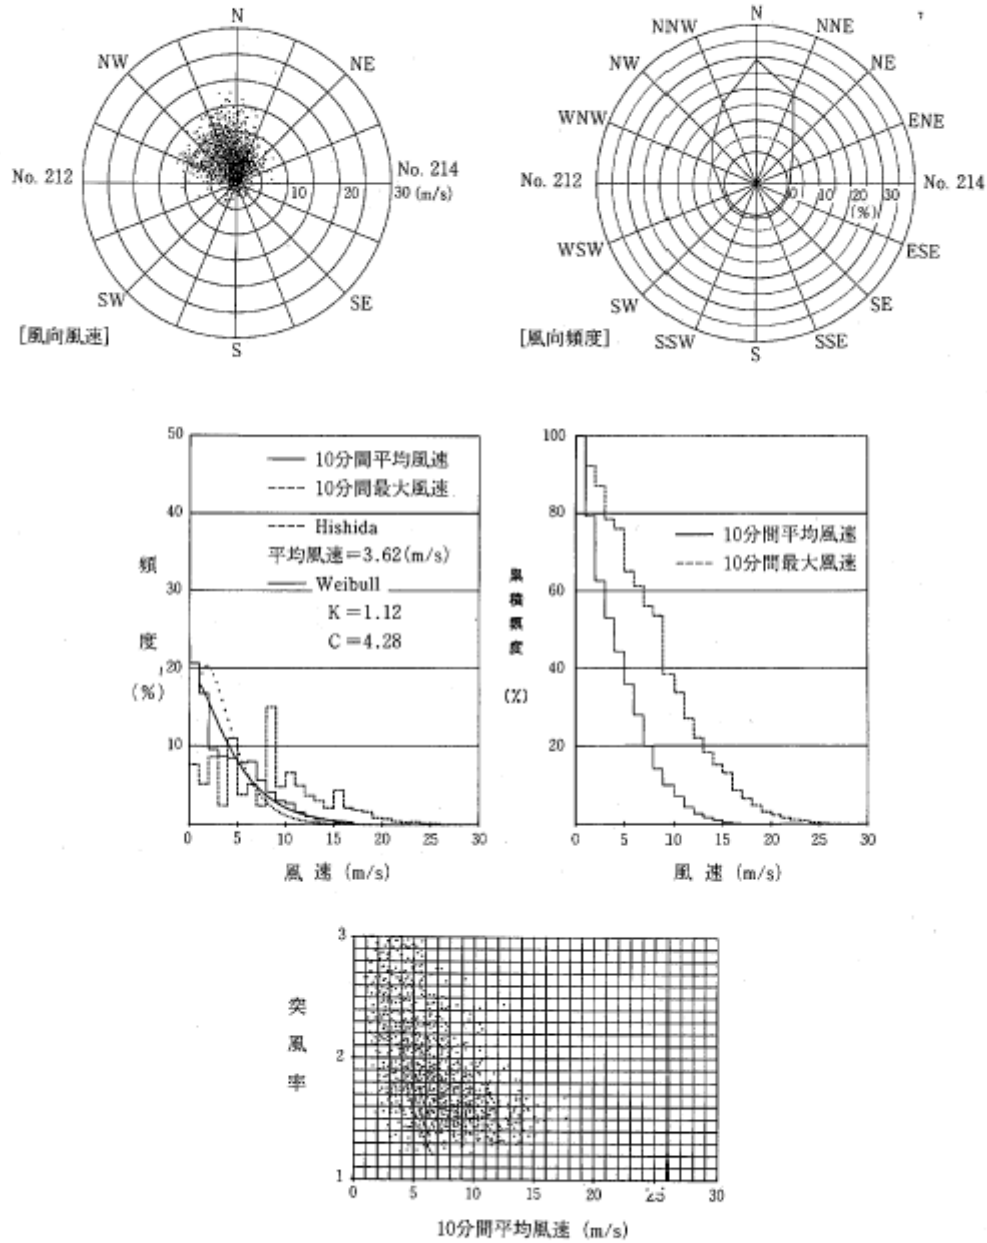 N
NW
NE
No. 212
No. 214
10
20
30 (m/s)
SW
SE
S
[風向風速]
N
NNW
NNE
NW
NE
WNW
ENE
No. 212
No. 214
0
10
20
30
(%)
WSW
ESE
SW
SE
SSW
SSE
S
[風向頻度]
50
40
30
20
10
頻
度
(%)
10分間平均風速
10分間最大風速
Hishida
平均風速=3.62(m/s)
Weibull
K=1.12
C=4.28
0 5 10 15 20 25 30
風 速 (m/s)
100
80
60
40
20
累積頻度
(%)
10分間平均風速
10分間最大風速
0 5 10 15 20 25 30
風 速 (m/s)
3
2
1
突
風
率
0 5 10 15 20 25 30
10分間平均風速 (m/s)